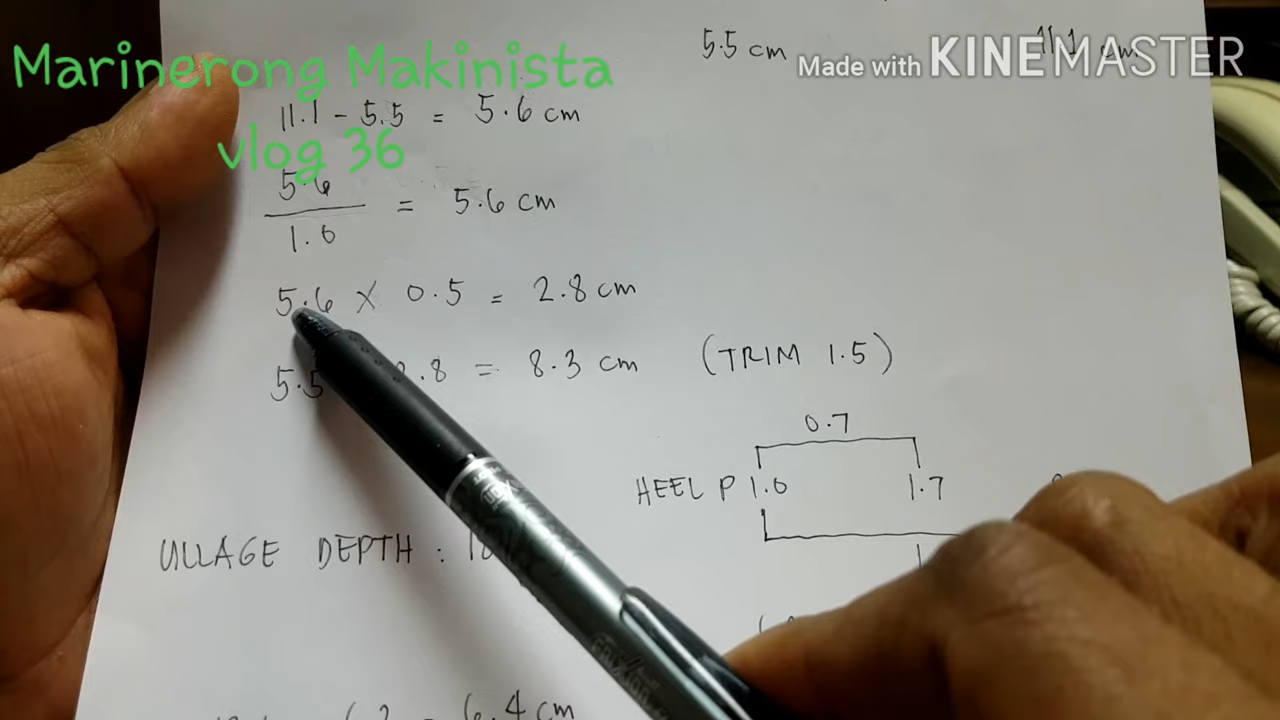 5.5 cm
Made with KINEMASTER
Marinerong Makinista
vlog 36
11.1 - 5.5 = 5.6 cm
5.6
1.0
= 5.6 cm
5.6 X 0.5 = 2.8 cm
5.5 2.8 = 8.3 cm (TRIM 1.5)
0.7
HEEL P 1.0 1.7
ULLAGE DEPTH :
= 6.4 cm